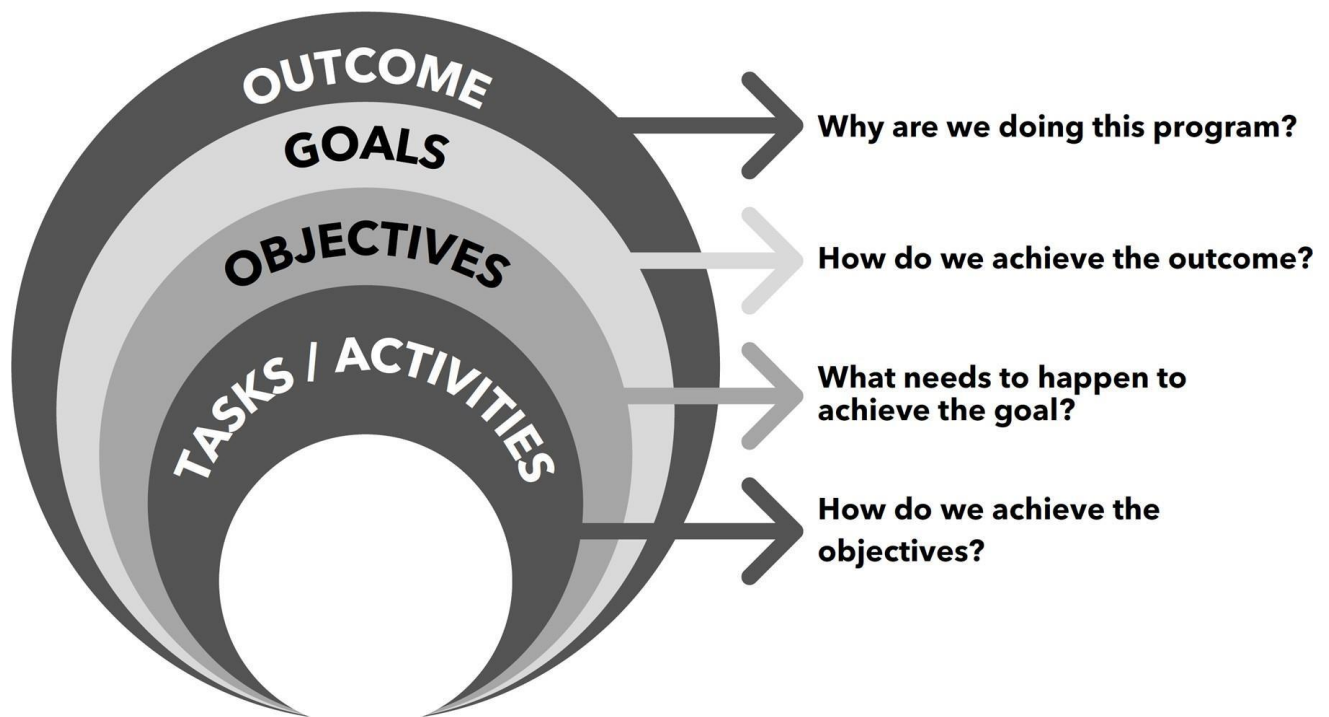 OUTCOME
Why are we doing this program?
GOALS
How do we achieve the outcome?
OBJECTIVES
What needs to happen to
achieve the goal?
TASKS / ACTIVITIES
How do we achieve the
objectives?